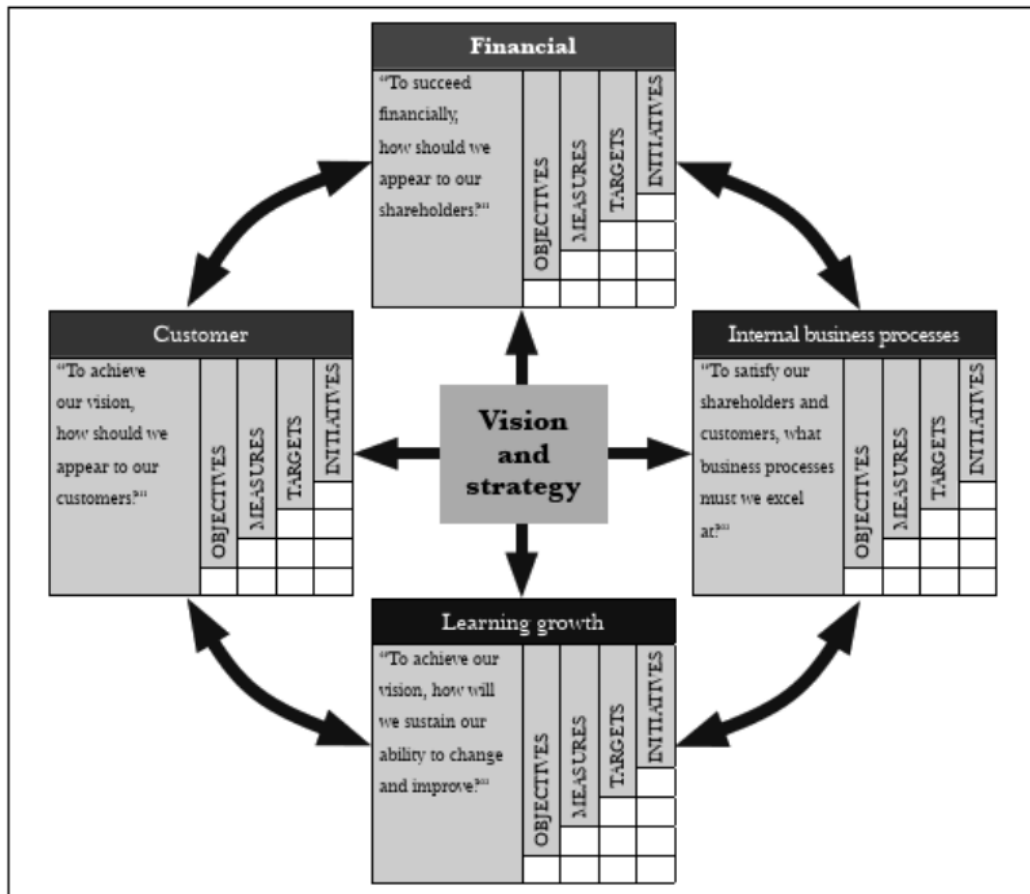 Financial
“To succeed
financially,
how should we
appear to our
shareholders?”
OBJECTIVES
MEASURES
TARGETS
INITIATIVES
Customer
“To achieve
our vision,
how should we
appear to our
customers?”
OBJECTIVES
MEASURES
TARGETS
INITIATIVES
Vision
and
strategy
Internal business processes
“To satisfy our
shareholders and
customers, what
business processes
must we excel
at?”
OBJECTIVES
MEASURES
TARGETS
INITIATIVES
Learning growth
“To achieve our
vision, how will
we sustain our
ability to change
and improve?”
OBJECTIVES
MEASURES
TARGETS
INITIATIVES